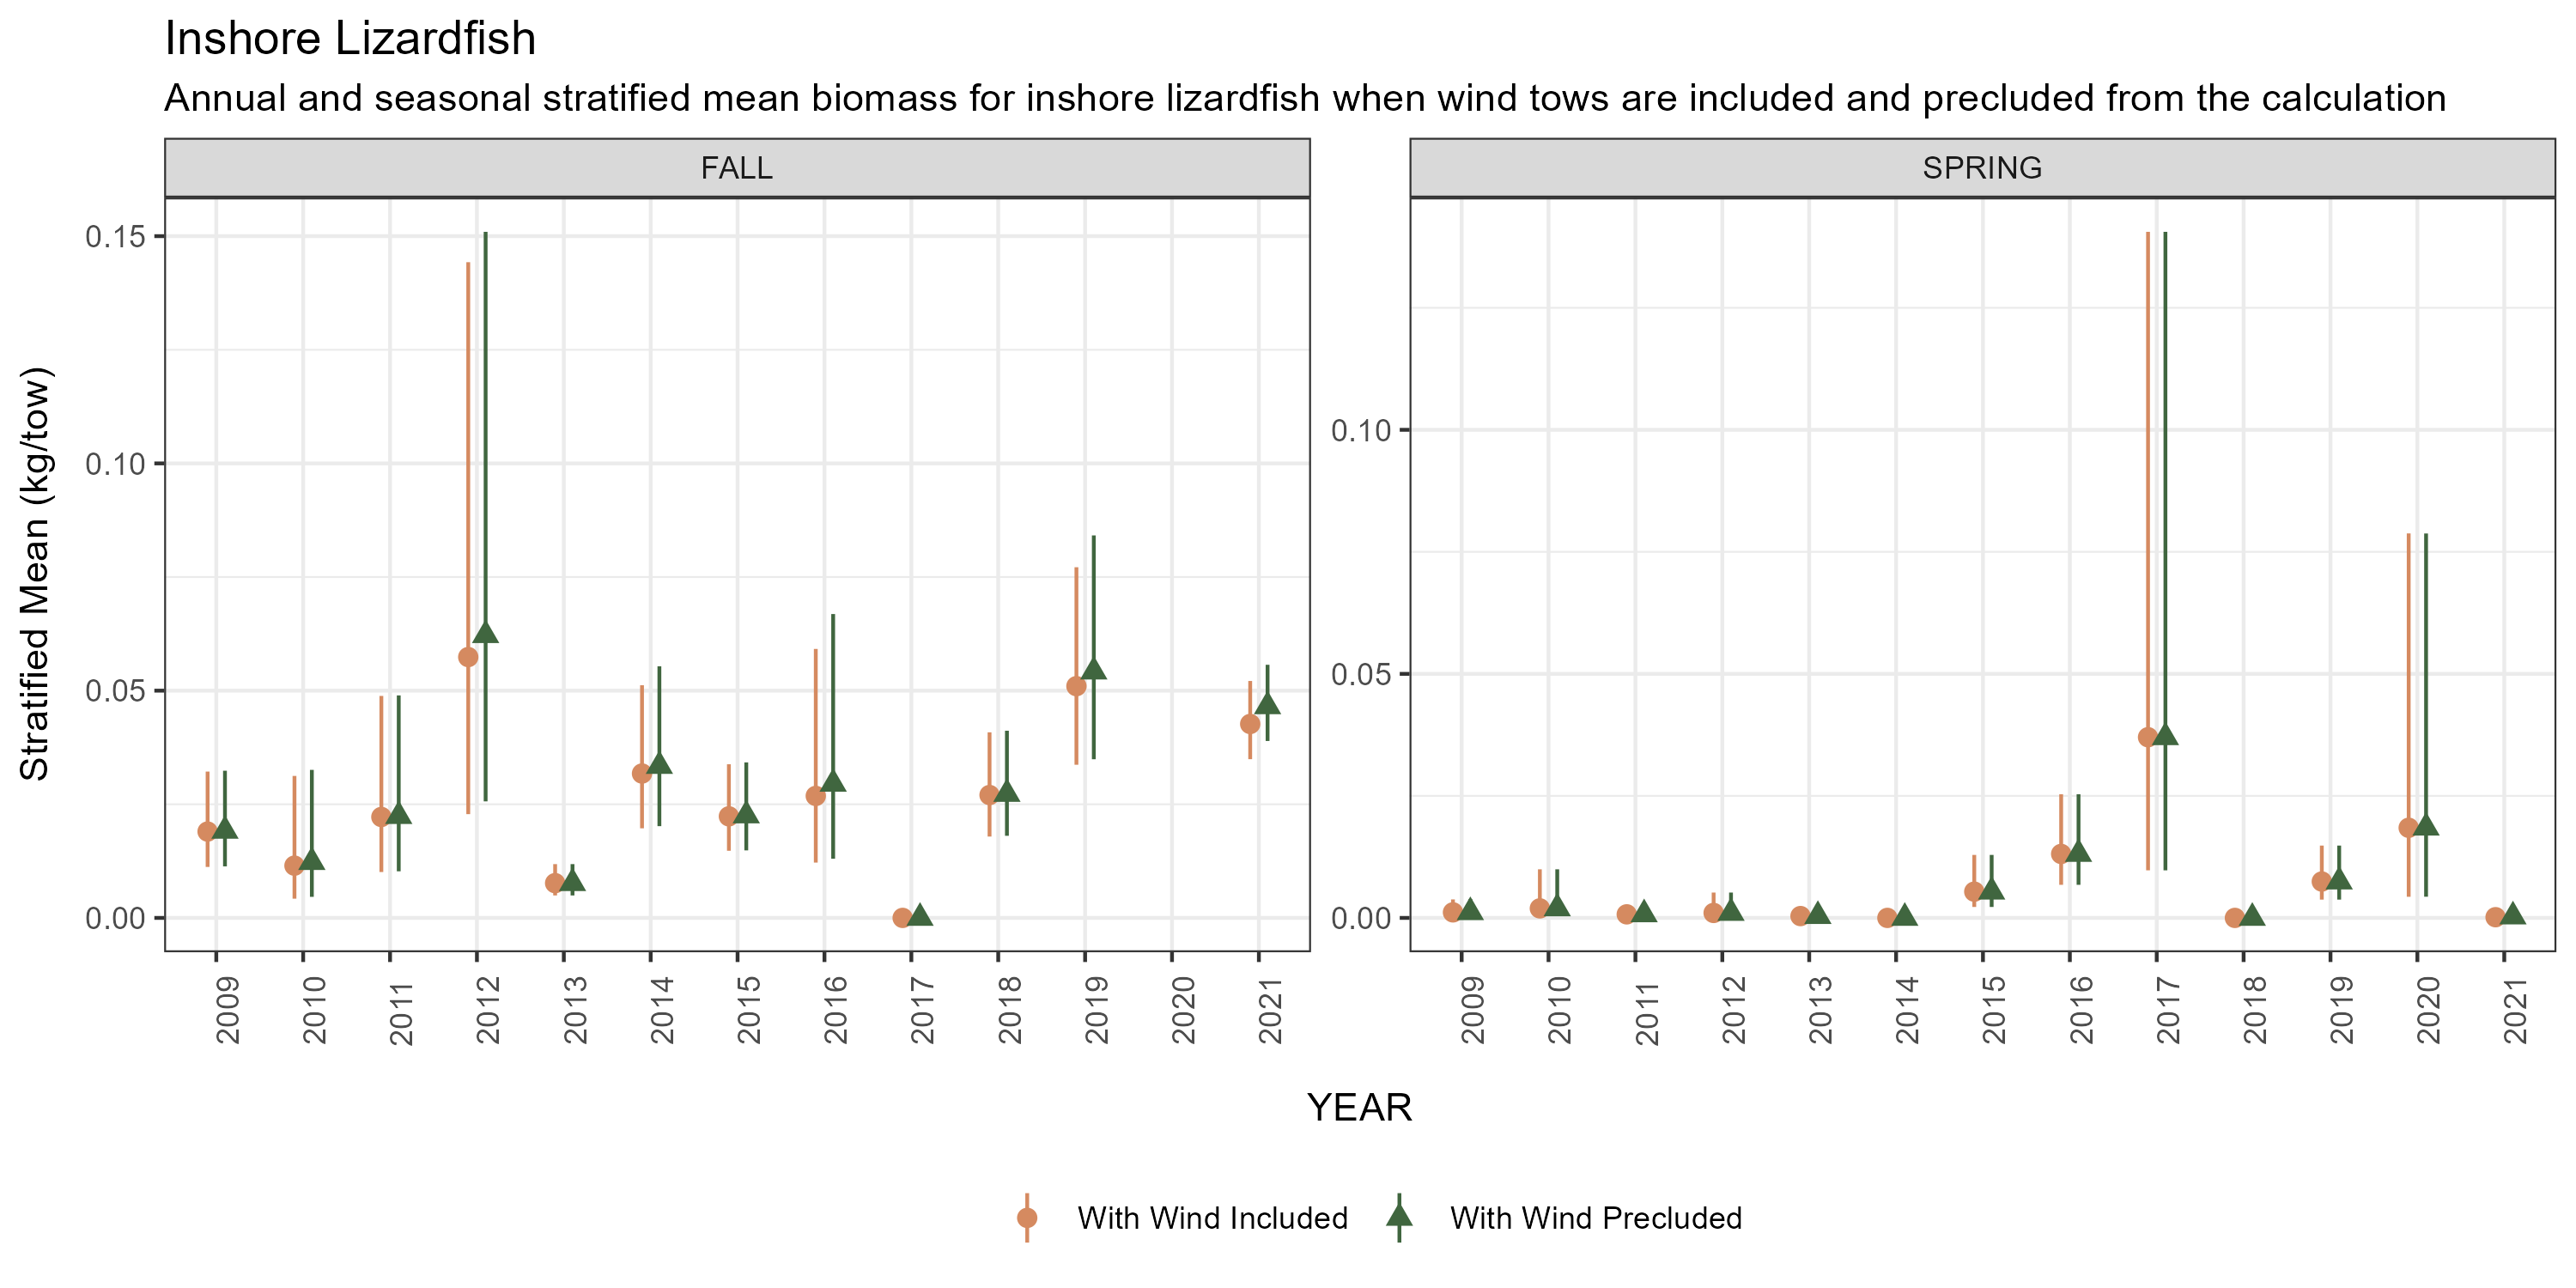 Inshore Lizardfish
Annual and seasonal stratified mean biomass for inshore lizardfish when wind tows are included and precluded from the calculation
FALL
SPRING
Stratified Mean (kg/tow)
0.15
0.10
0.05
0.00
0.10
0.05
0.00
2009 2010 2011 2012 2013 2014 2015 2016 2017 2018 2019 2020 2021
2009 2010 2011 2012 2013 2014 2015 2016 2017 2018 2019 2020 2021
YEAR
With Wind Included
With Wind Precluded